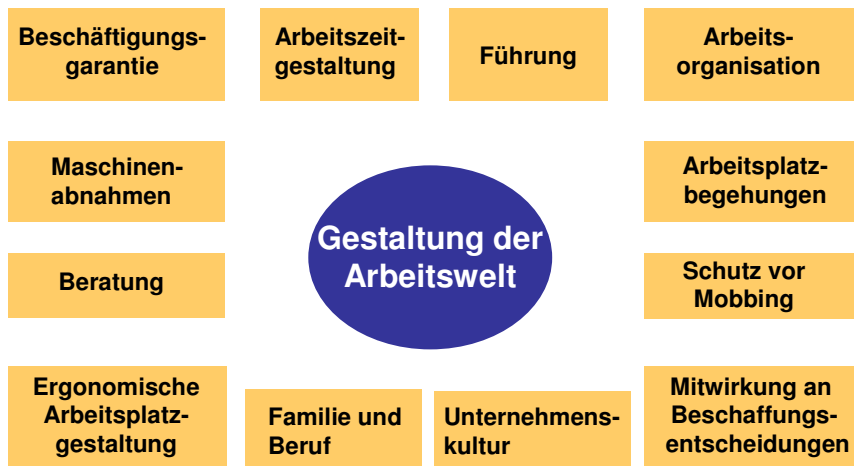 Beschäftigungs-
garantie
Arbeitszeit-
gestaltung
Führung
Arbeits-
organisation
Maschinen-
abnahmen
Arbeitsplatz-
begehungen
Gestaltung der
Arbeitswelt
Beratung
Schutz vor
Mobbing
Ergonomische
Arbeitsplatz-
gestaltung
Familie und
Beruf
Unternehmens-
kultur
Mitwirkung an
Beschaffungs-
entscheidungen